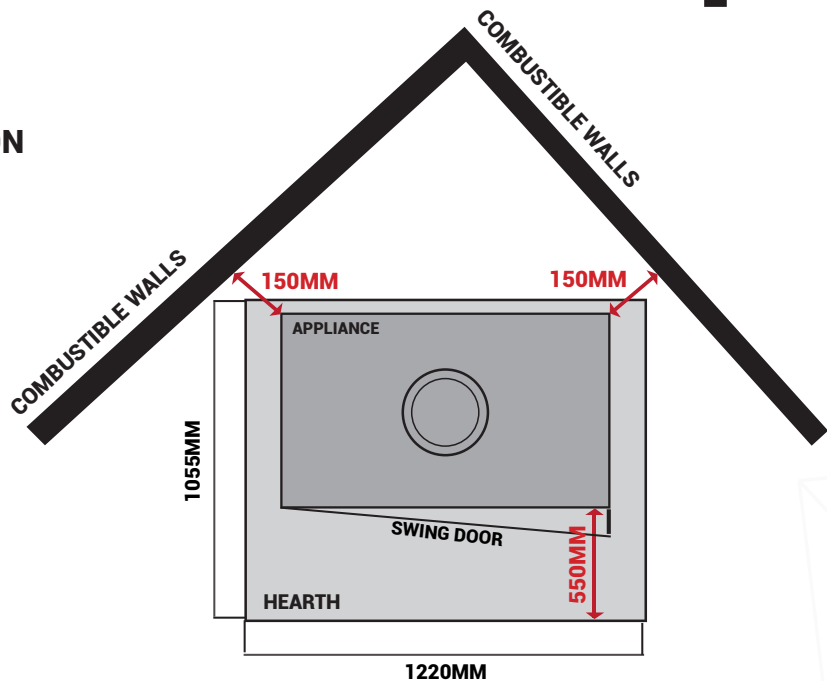 COMBUSTIBLE WALLS
N
COMBUSTIBLE WALLS
150MM
150MM
APPLIANCE
1055MM
SWING DOOR
550MM
HEARTH
1220MM